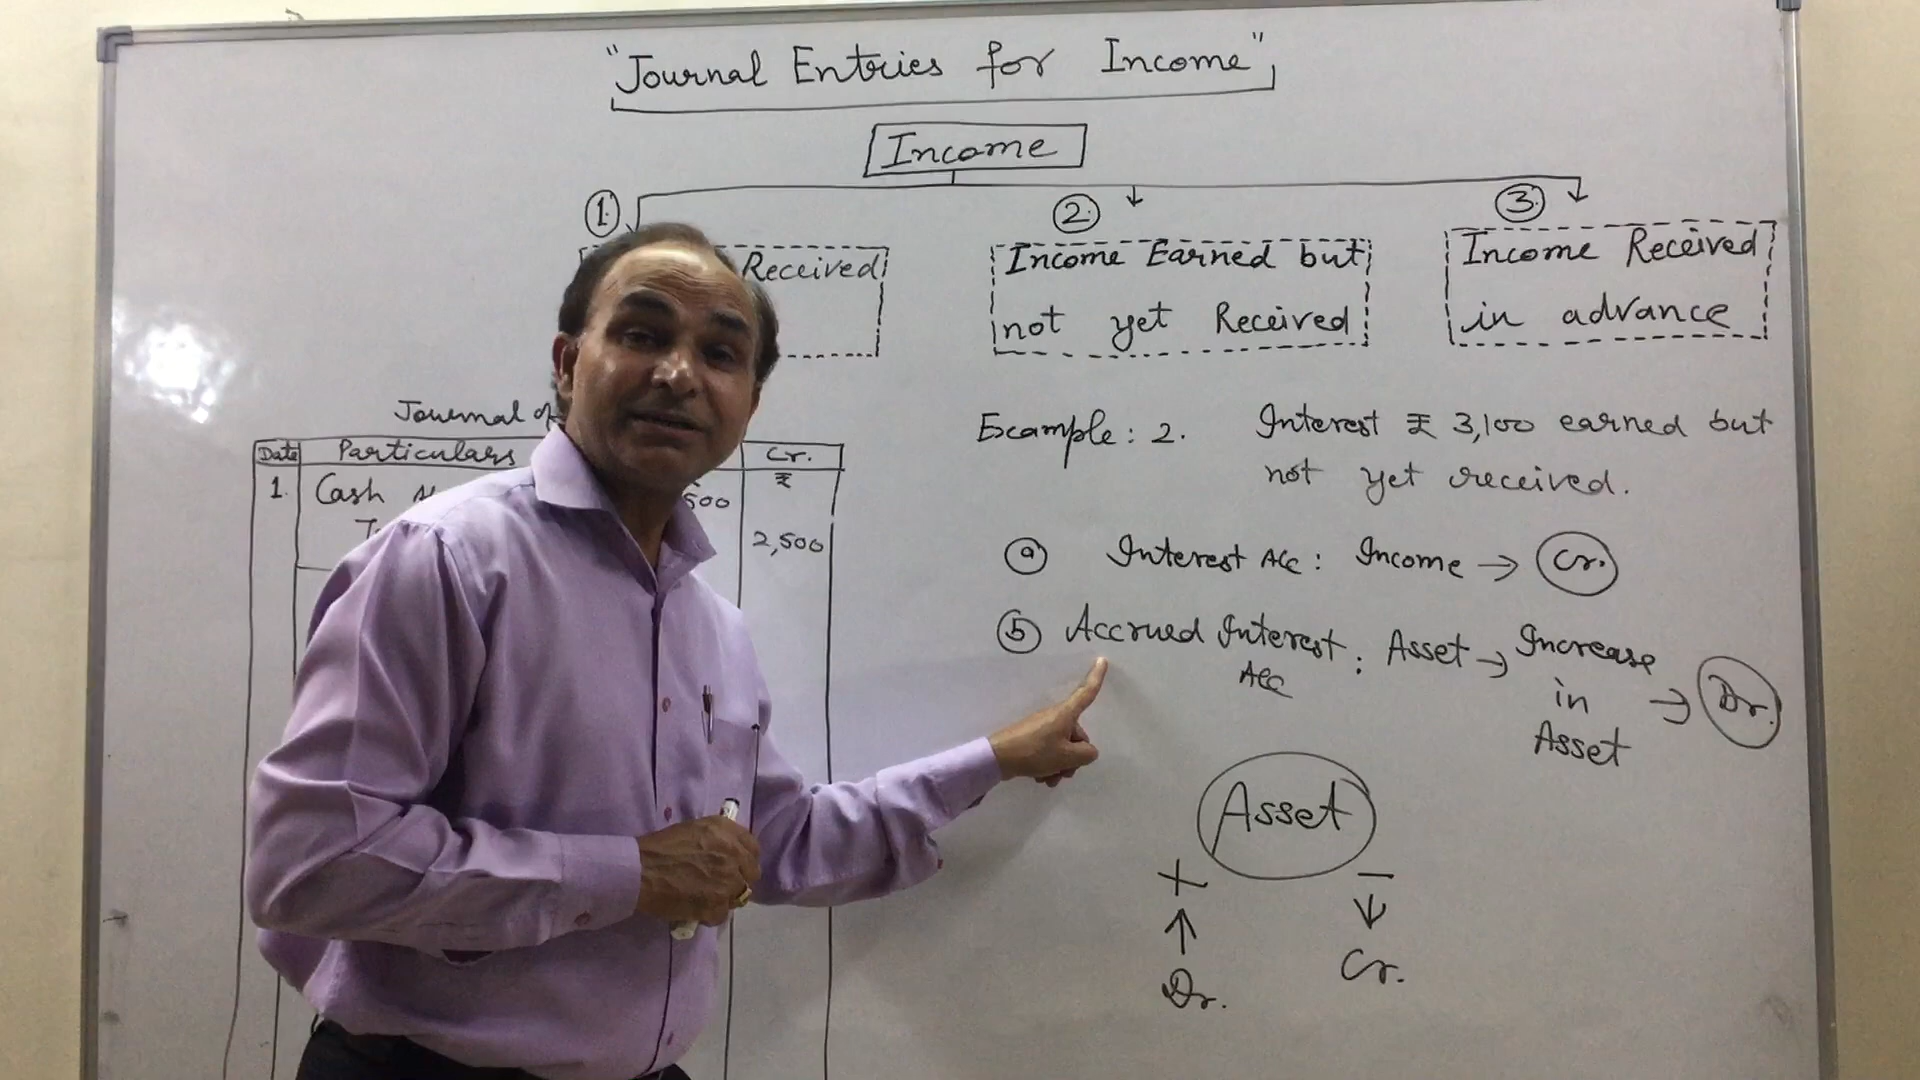 "Journal Entries for Income"
Income
1.
Received
2.
Income Earned but
not yet Received
3.
Income Received
in advance
Journal of
Date Particulars Cr.
₹
1. Cash 500
To
2,500
Example: 2. Interest ₹ 3,100 earned but
not yet received.
a Interest A/c : Income → Cr.
b Accrued Interest A/c : Asset → Increase in Asset → Dr.
Asset
+ −
↑ ↓
Dr. Cr.